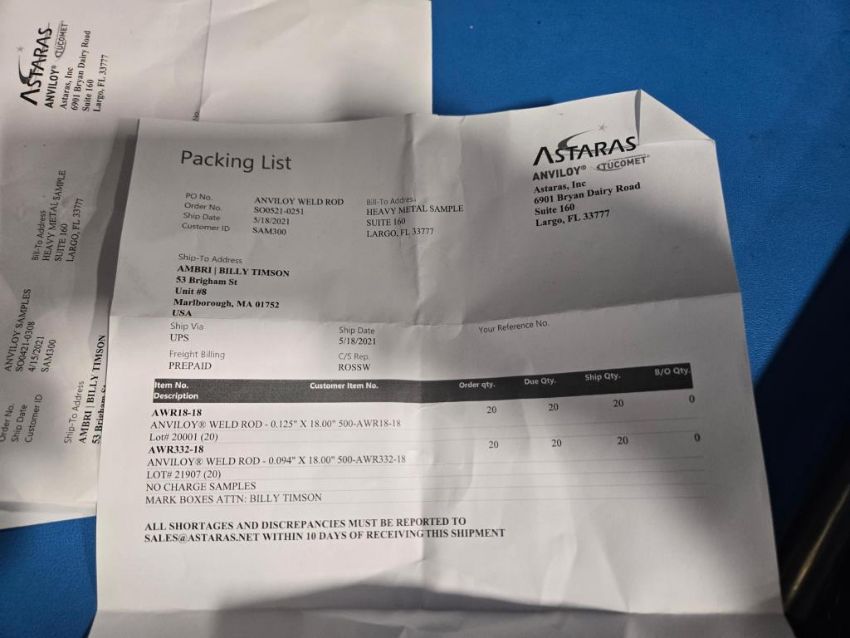 ASTARAS
ANVILOY® TUCOMET
Astaras, Inc
6901 Bryan Dairy Road
Suite 160
Largo, FL 33777
Bill-To Address
HEAVY METAL SAMPLE
SUITE 160
LARGO, FL 33777
ANVILOY SAMPLES
Order No. SO0421-0308
Ship Date 4/15/2021
Customer ID SAM300
Ship-To Address
AMBRI | BILLY TIMSON
53 Brigham St
Packing List
ASTARAS
ANVILOY® TUCOMET
Astaras, Inc
6901 Bryan Dairy Road
Suite 160
Largo, FL 33777
PO No. ANVILOY WELD ROD
Order No. SO0521-0251
Ship Date 5/18/2021
Customer ID SAM300
Bill-To Address
HEAVY METAL SAMPLE
SUITE 160
LARGO, FL 33777
Ship-To Address
AMBRI | BILLY TIMSON
53 Brigham St
Unit #8
Marlborough, MA 01752
USA
Ship Via Ship Date Your Reference No.
UPS 5/18/2021
Freight Billing C/S Rep.
PREPAID ROSSW
Item No. Customer Item No. Order qty. Due Qty. Ship Qty. B/O Qty.
Description
AWR18-18 20 20 20 0
ANVILOY® WELD ROD - 0.125" X 18.00" 500-AWR18-18
Lot# 20001 (20)
AWR332-18 20 20 20 0
ANVILOY® WELD ROD - 0.094" X 18.00" 500-AWR332-18
LOT# 21907 (20)
NO CHARGE SAMPLES
MARK BOXES ATTN: BILLY TIMSON
ALL SHORTAGES AND DISCREPANCIES MUST BE REPORTED TO
SALES@ASTARAS.NET WITHIN 10 DAYS OF RECEIVING THIS SHIPMENT